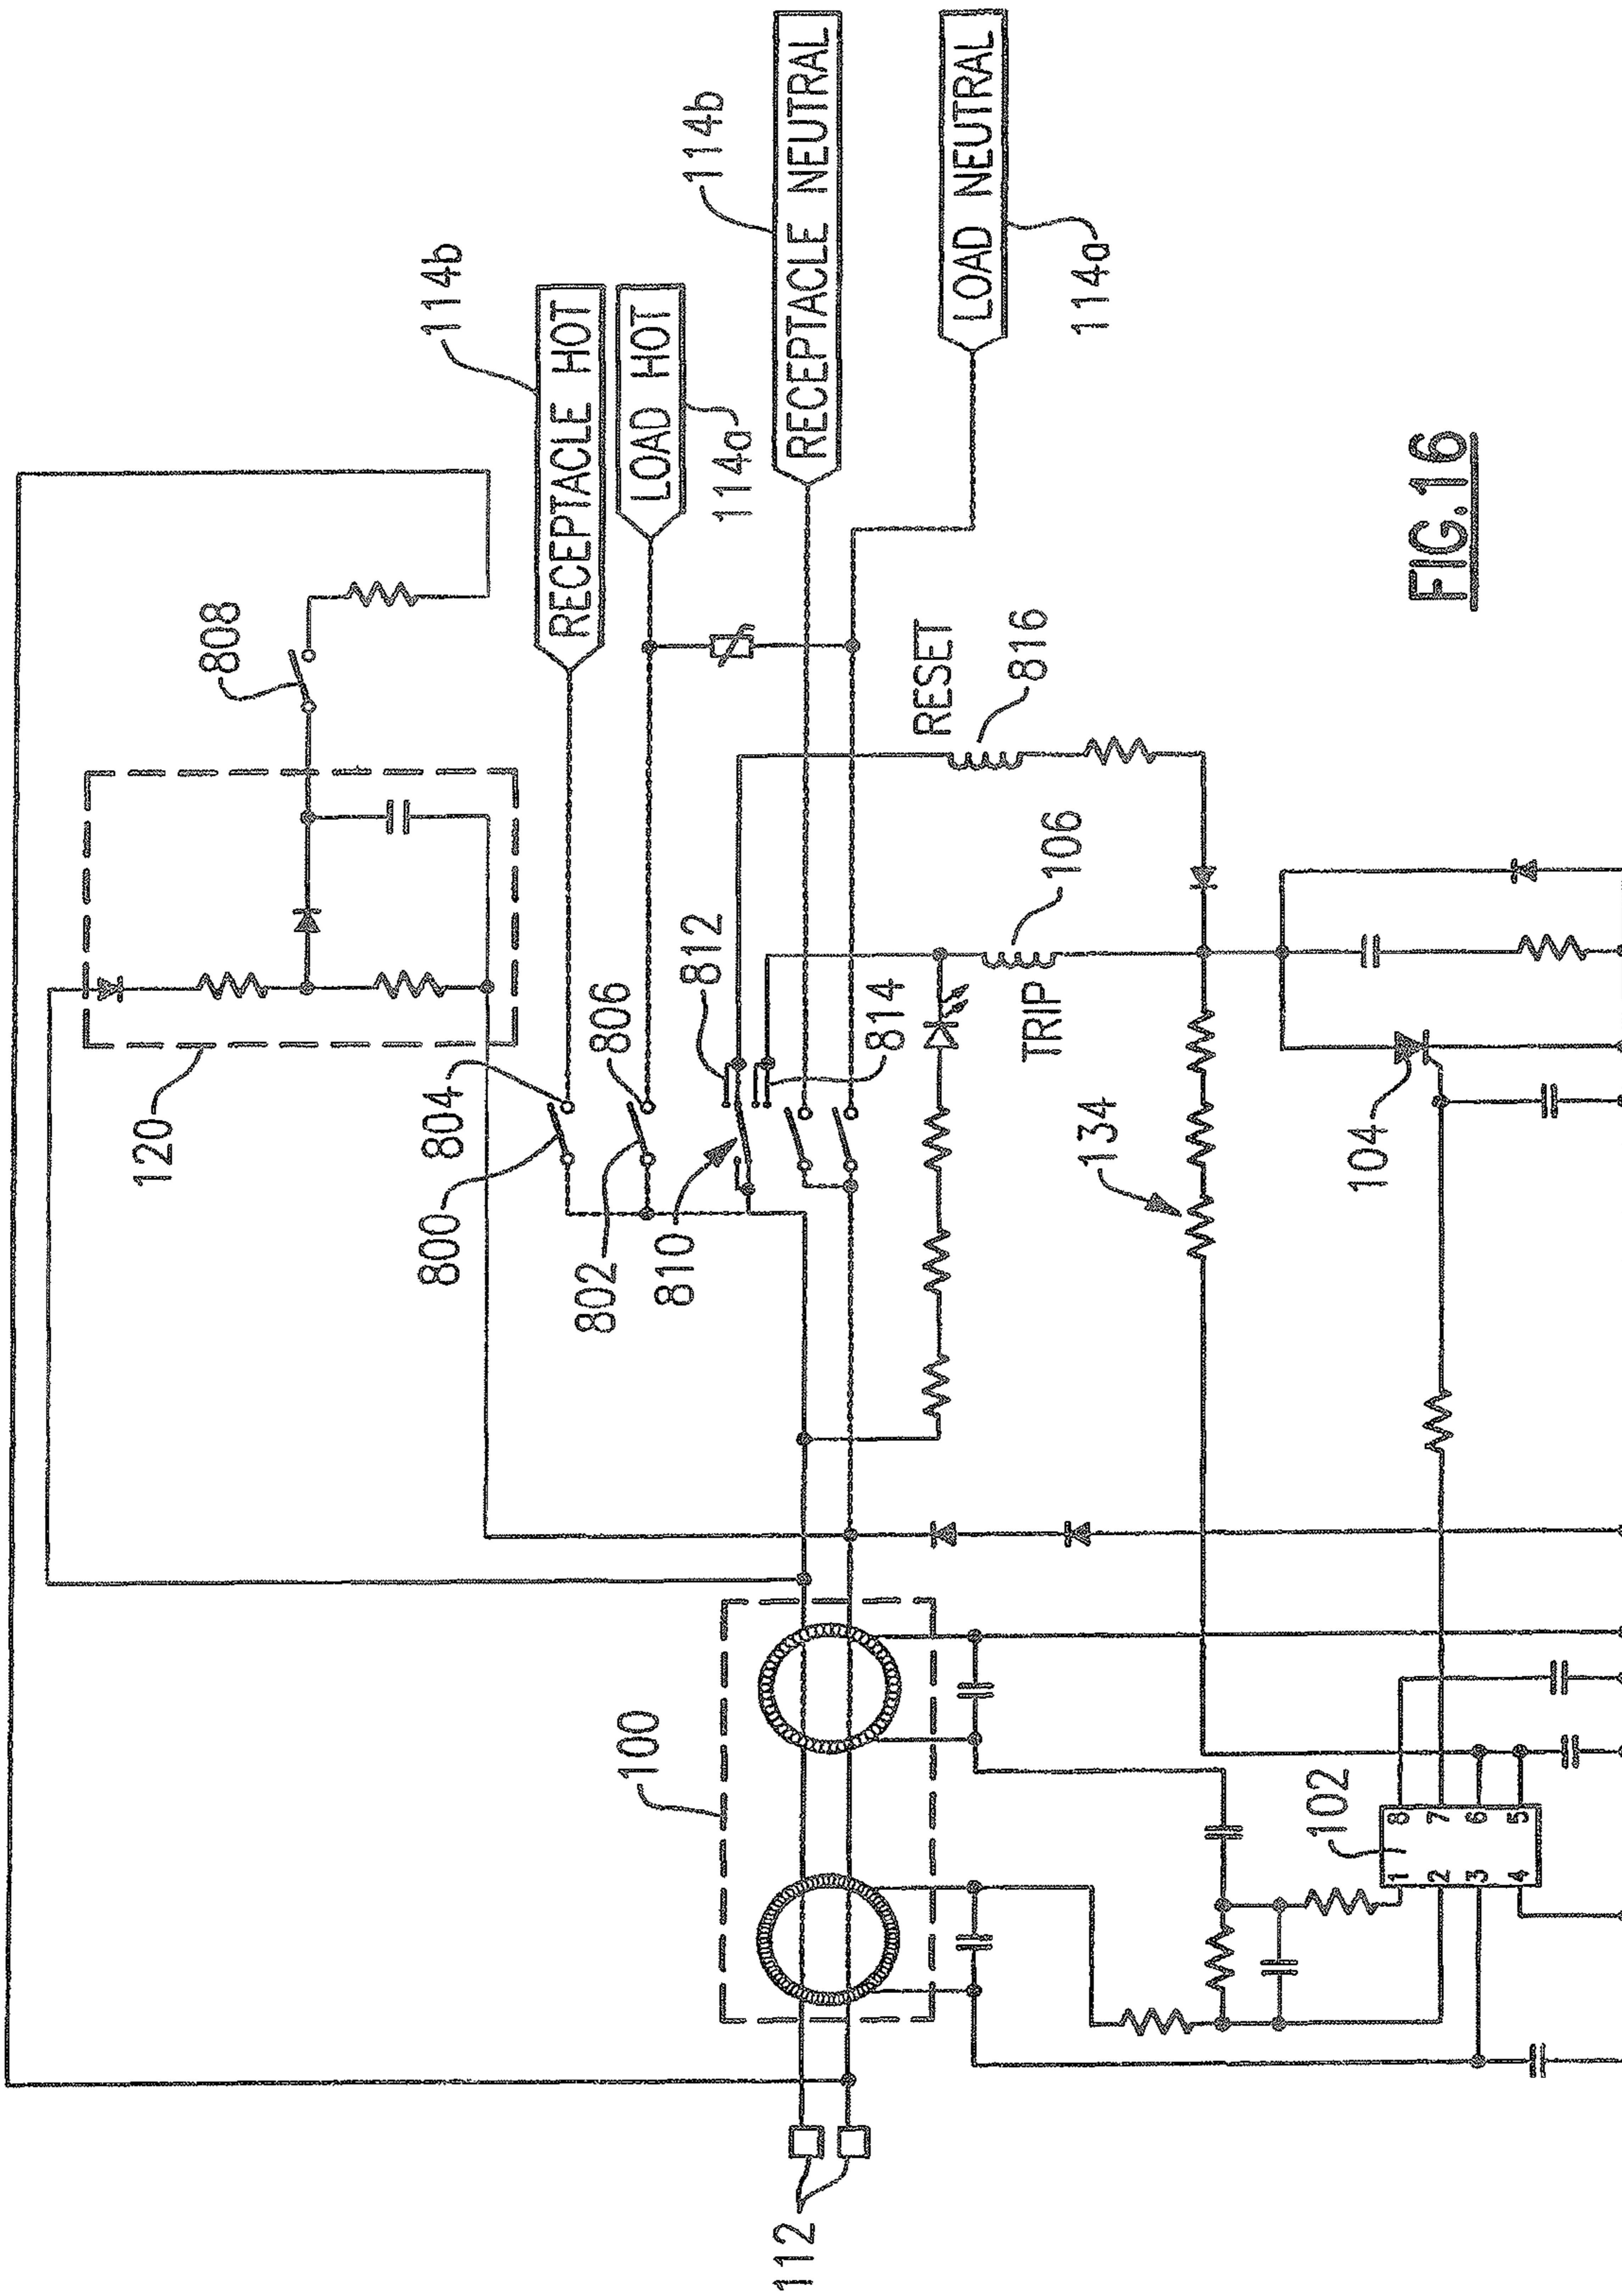 112
100
120
808
800
804
802
806
810
812
814
114b
RECEPTACLE HOT
LOAD HOT
114a
114b
RECEPTACLE NEUTRAL
LOAD NEUTRAL
114a
RESET
816
TRIP
106
134
104
102
1
2
3
4
8
7
6
5
FIG.16